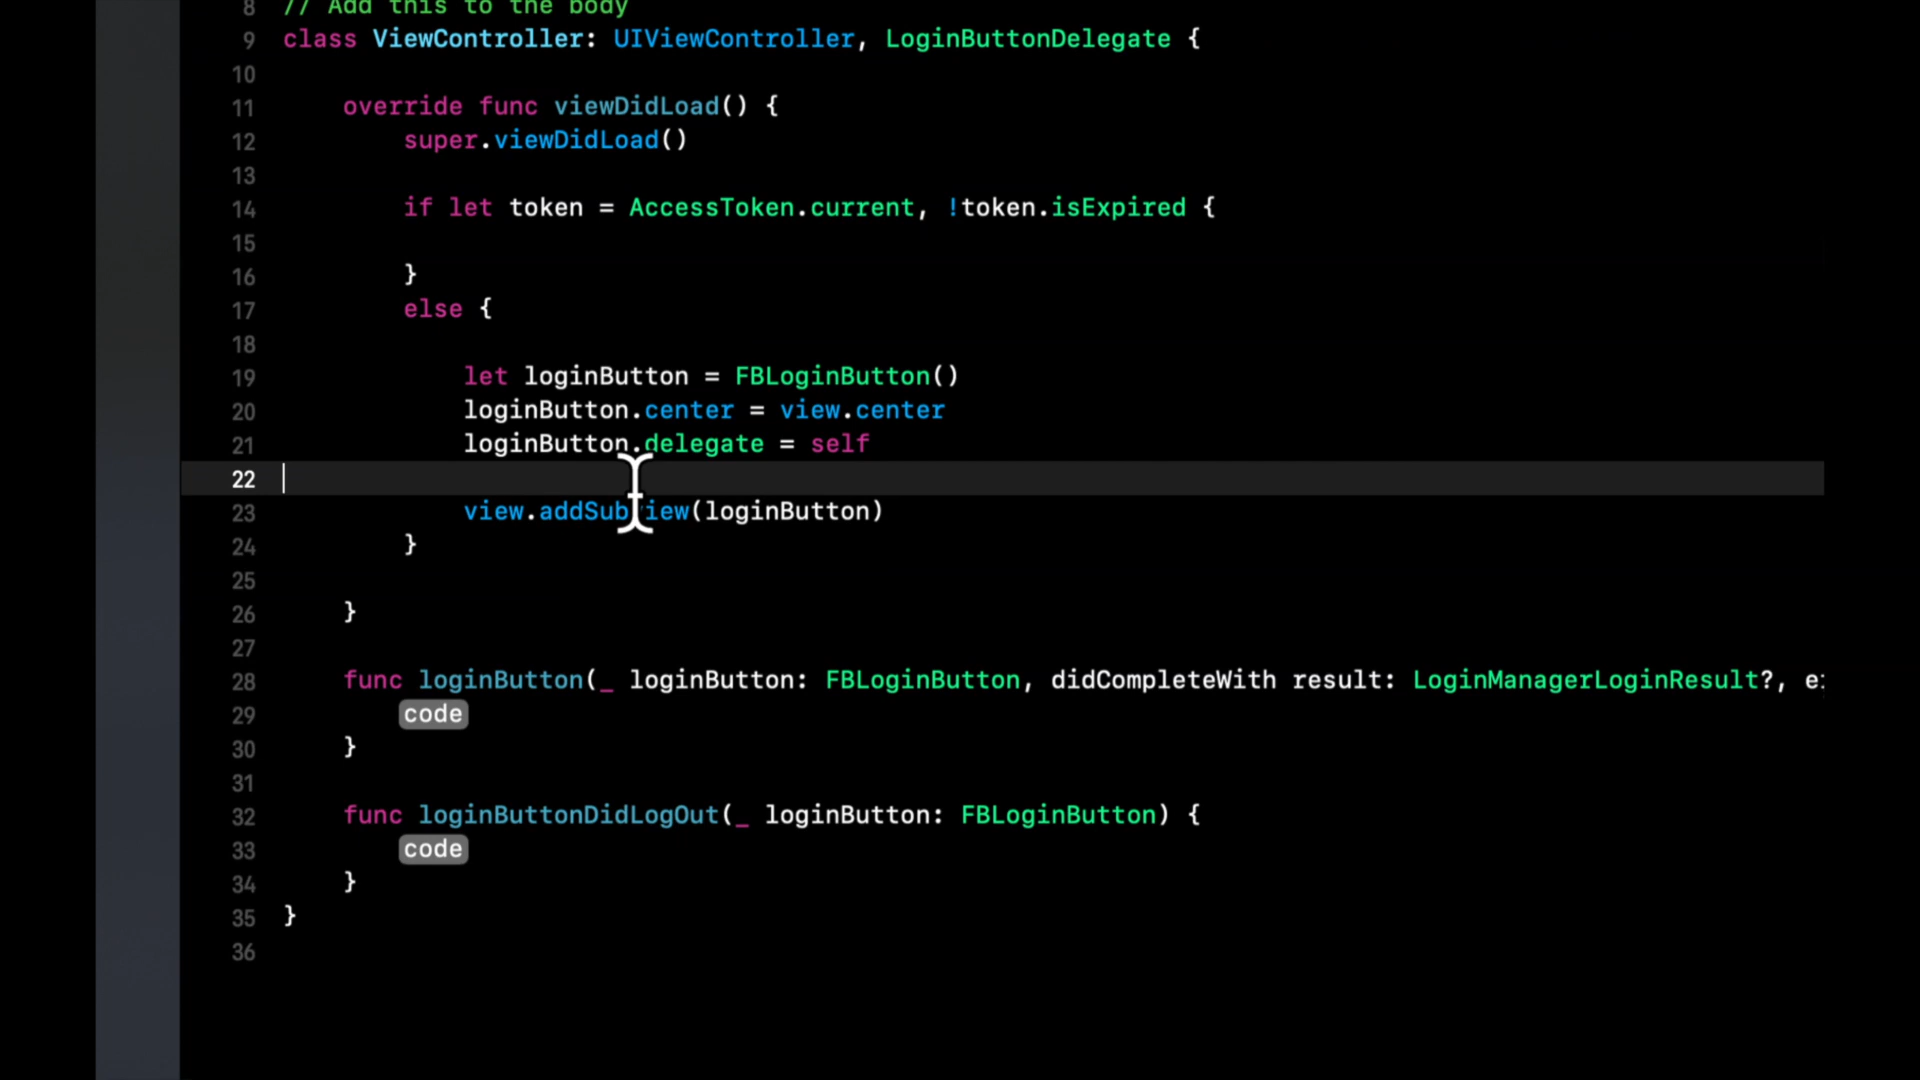 8 // Add this to the body
9 class ViewController: UIViewController, LoginButtonDelegate {
10
11 override func viewDidLoad() {
12 super.viewDidLoad()
13
14 if let token = AccessToken.current, !token.isExpired {
15
16 }
17 else {
18
19 let loginButton = FBLoginButton()
20 loginButton.center = view.center
21 loginButton.delegate = self
22
23 view.addSubview(loginButton)
24 }
25
26 }
27
28 func loginButton(_ loginButton: FBLoginButton, didCompleteWith result: LoginManagerLoginResult?,
29 code
30 }
31
32 func loginButtonDidLogOut(_ loginButton: FBLoginButton) {
33 code
34 }
35 }
36